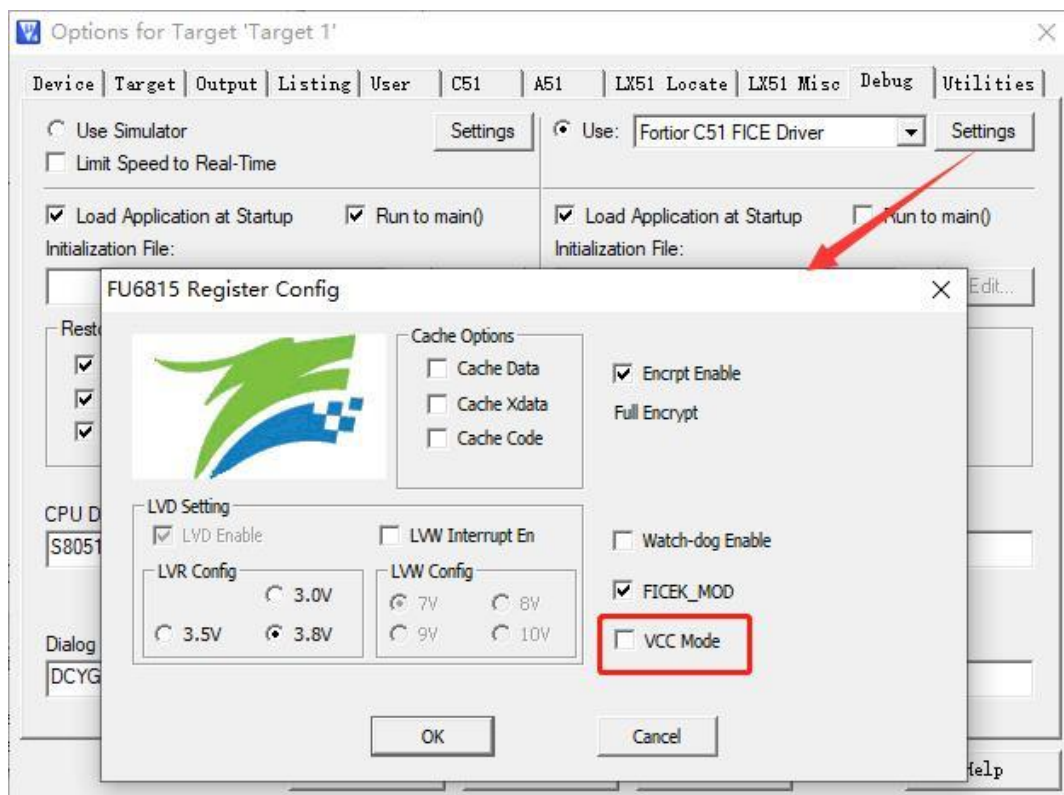 Options for Target 'Target 1'
Device Target Output Listing User C51 A51 LX51 Locate LX51 Misc Debug Utilities
Use Simulator Settings Use: Fortior C51 FICE Driver Settings
Limit Speed to Real-Time
Load Application at Startup Run to main() Load Application at Startup Run to main()
Initialization File: Initialization File:
Edit...
FU6815 Register Config
Cache Options
Cache Data
Encrpt Enable
Cache Xdata
Full Encrypt
Cache Code
LVD Setting
LVD Enable LVW Interrupt En
Watch-dog Enable
LVR Config LVW Config
3.0V 7V 8V
FICEK_MOD
3.5V 3.8V 9V 10V
VCC Mode
CPU D
S8051
Dialog
DCYG
OK Cancel